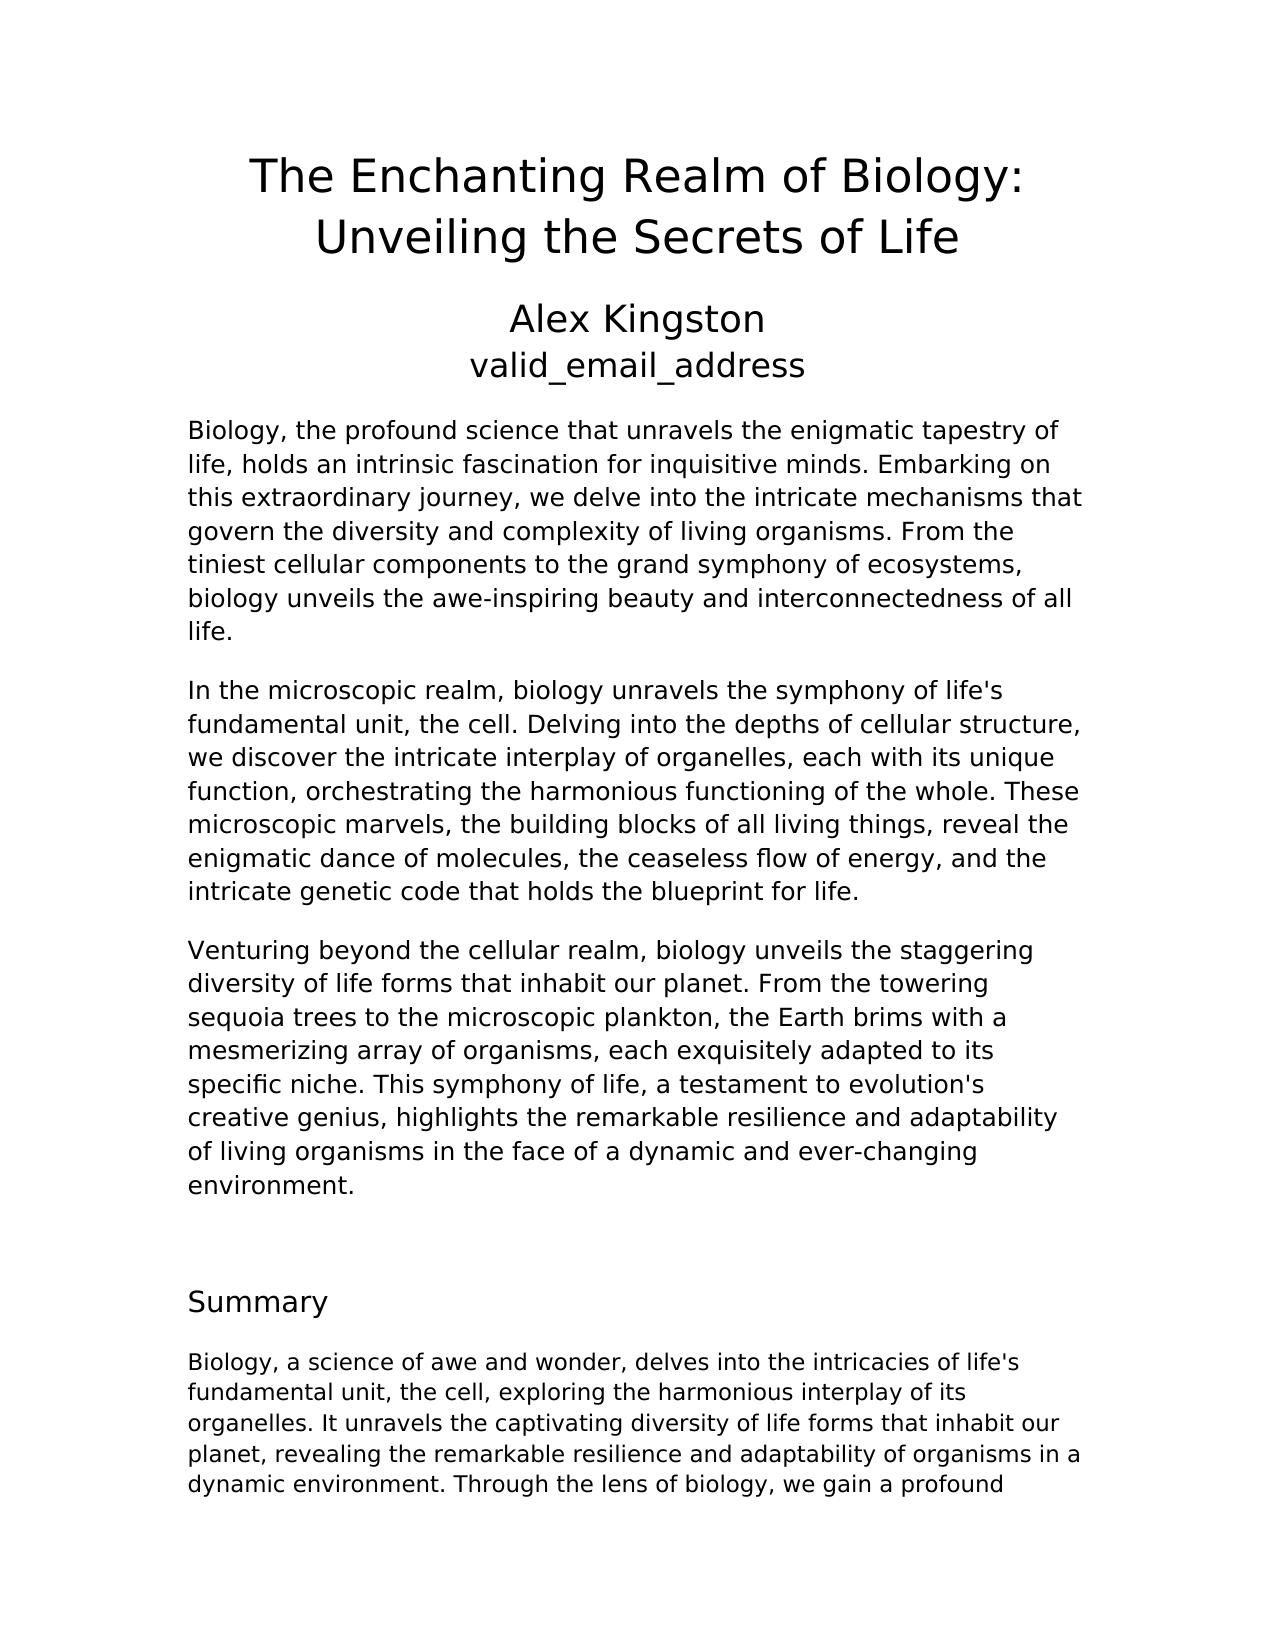 The Enchanting Realm of Biology:
Unveiling the Secrets of Life
Alex Kingston
valid_email_address
Biology, the profound science that unravels the enigmatic tapestry of
life, holds an intrinsic fascination for inquisitive minds. Embarking on
this extraordinary journey, we delve into the intricate mechanisms that
govern the diversity and complexity of living organisms. From the
tiniest cellular components to the grand symphony of ecosystems,
biology unveils the awe-inspiring beauty and interconnectedness of all
life.
In the microscopic realm, biology unravels the symphony of life's
fundamental unit, the cell. Delving into the depths of cellular structure,
we discover the intricate interplay of organelles, each with its unique
function, orchestrating the harmonious functioning of the whole. These
microscopic marvels, the building blocks of all living things, reveal the
enigmatic dance of molecules, the ceaseless flow of energy, and the
intricate genetic code that holds the blueprint for life.
Venturing beyond the cellular realm, biology unveils the staggering
diversity of life forms that inhabit our planet. From the towering
sequoia trees to the microscopic plankton, the Earth brims with a
mesmerizing array of organisms, each exquisitely adapted to its
specific niche. This symphony of life, a testament to evolution's
creative genius, highlights the remarkable resilience and adaptability
of living organisms in the face of a dynamic and ever-changing
environment.
Summary
Biology, a science of awe and wonder, delves into the intricacies of life's
fundamental unit, the cell, exploring the harmonious interplay of its
organelles. It unravels the captivating diversity of life forms that inhabit our
planet, revealing the remarkable resilience and adaptability of organisms in a
dynamic environment. Through the lens of biology, we gain a profound